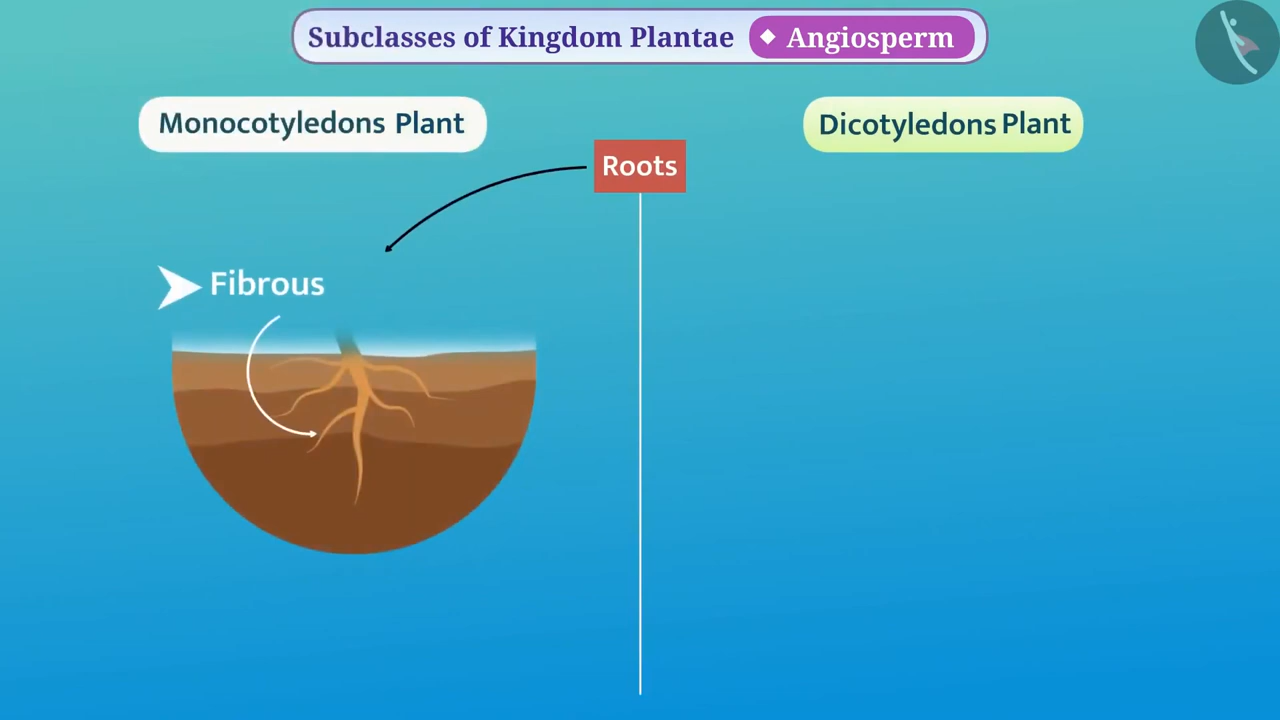 Subclasses of Kingdom Plantae ◆ Angiosperm
Monocotyledons Plant
Dicotyledons Plant
Roots
Fibrous